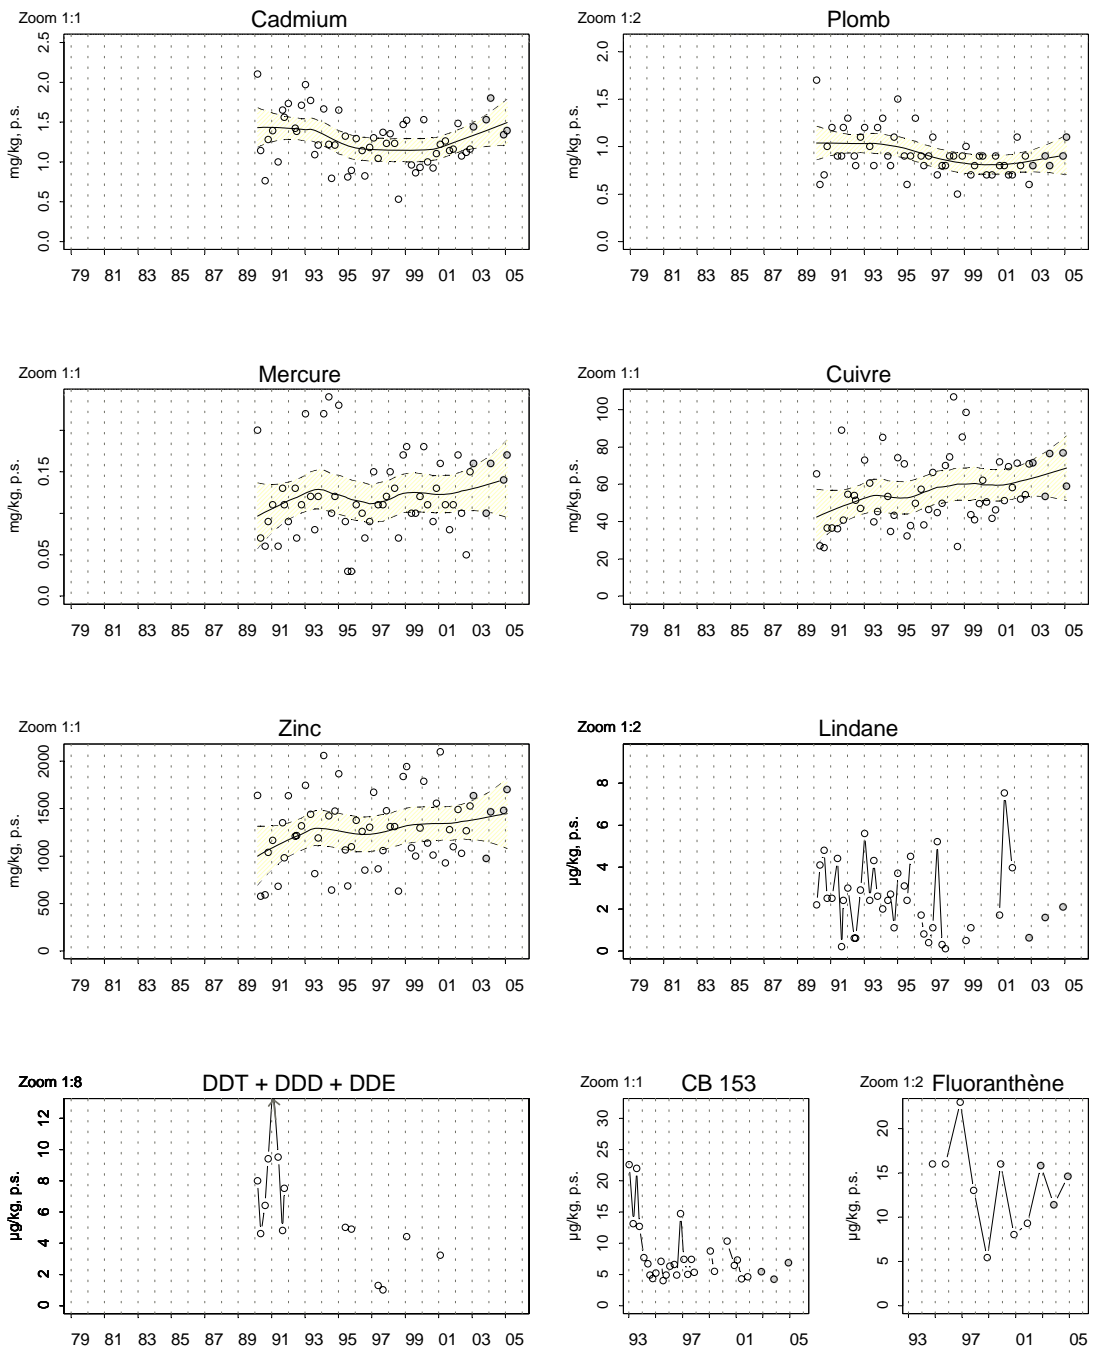 Zoom 1:1 Cadmium
mg/kg, p.s.
2.5
2.0
1.5
1.0
0.5
0.0
79 81 83 85 87 89 91 93 95 97 99 01 03 05
Zoom 1:2 Plomb
mg/kg, p.s.
2.0
1.5
1.0
0.5
0.0
79 81 83 85 87 89 91 93 95 97 99 01 03 05
Zoom 1:1 Mercure
mg/kg, p.s.
0.15
0.05
0.0
79 81 83 85 87 89 91 93 95 97 99 01 03 05
Zoom 1:1 Cuivre
mg/kg, p.s.
100
80
60
40
20
0
79 81 83 85 87 89 91 93 95 97 99 01 03 05
Zoom 1:1 Zinc
mg/kg, p.s.
2000
1500
1000
500
0
79 81 83 85 87 89 91 93 95 97 99 01 03 05
Zoom 1:2 Lindane
µg/kg, p.s.
8
6
4
2
0
79 81 83 85 87 89 91 93 95 97 99 01 03 05
Zoom 1:8 DDT + DDD + DDE
µg/kg, p.s.
12
10
8
6
4
2
0
79 81 83 85 87 89 91 93 95 97 99 01 03 05
Zoom 1:1 CB 153
µg/kg, p.s.
30
25
20
15
10
5
0
93 97 01 05
Zoom 1:2 Fluoranthène
µg/kg, p.s.
20
15
10
5
0
93 97 01 05